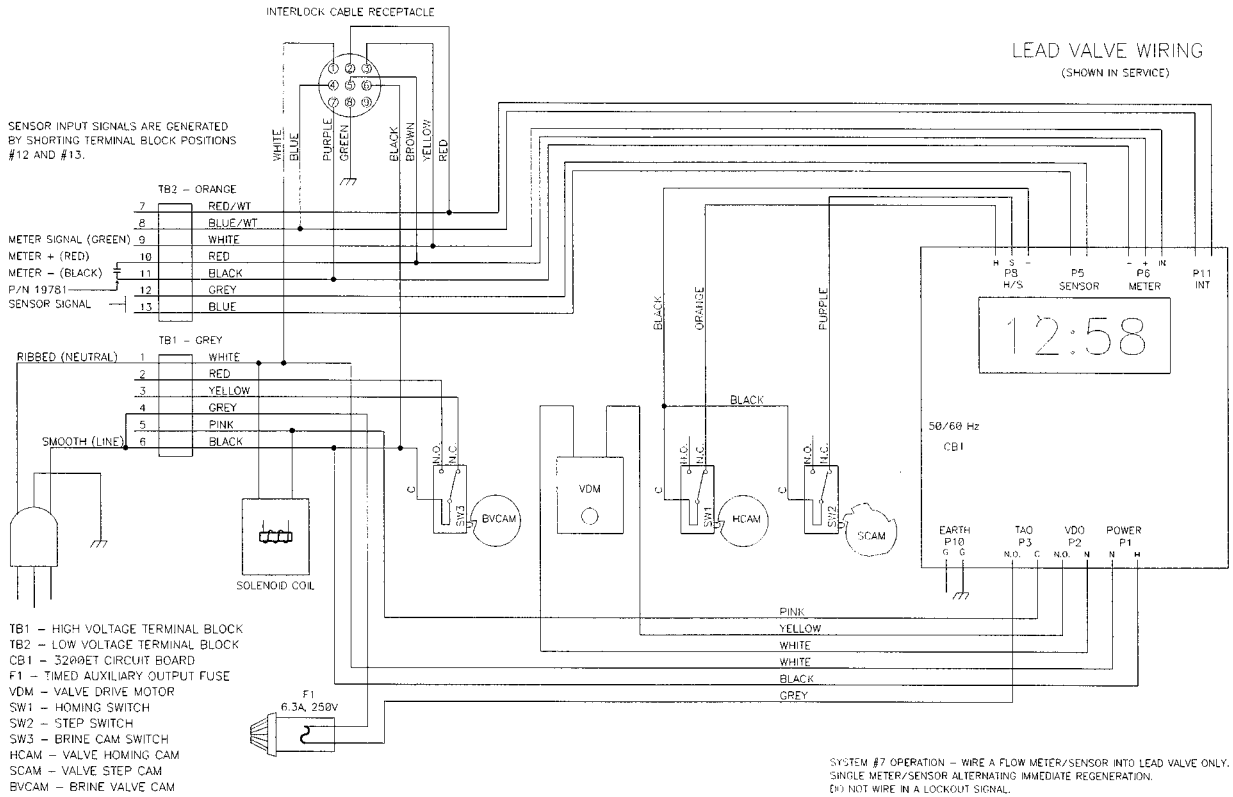 INTERLOCK CABLE RECEPTACLE
LEAD VALVE WIRING
(SHOWN IN SERVICE)
1 2 3
4 5 6
7 8 9
SENSOR INPUT SIGNALS ARE GENERATED
BY SHORTING TERMINAL BLOCK POSITIONS
#12 AND #13.
WHITE
BLUE
PURPLE
GREEN
BLACK
BROWN
YELLOW
RED
TB2 – ORANGE
7 RED/WT
8 BLUE/WT
METER SIGNAL (GREEN) 9 WHITE
METER + (RED) 10 RED
METER – (BLACK) 11 BLACK
P/N 19781 12 GREY
SENSOR SIGNAL 13 BLUE
TB1 – GREY
RIBBED (NEUTRAL) 1 WHITE
2 RED
3 YELLOW
4 GREY
5 PINK
SMOOTH (LINE) 6 BLACK
H S –
P8
H/S
P5
SENSOR
– + IN
P6
METER
P11
INT
12:58
50/60 Hz
CB1
BLACK
ORANGE
PURPLE
BLACK
N.O.
N.C.
C
SW3
BVCAM
VDM
N.O.
N.C.
C
SW1
HCAM
N.O.
N.C.
C
SW2
SCAM
SOLENOID COIL
EARTH
P10
G G
TAO
P3
N.O. C
VDO
P2
N.O. N
POWER
P1
N H
PINK
YELLOW
WHITE
WHITE
BLACK
GREY
F1
6.3A, 250V
TB1 – HIGH VOLTAGE TERMINAL BLOCK
TB2 – LOW VOLTAGE TERMINAL BLOCK
CB1 – 3200ET CIRCUIT BOARD
F1 – TIMED AUXILIARY OUTPUT FUSE
VDM – VALVE DRIVE MOTOR
SW1 – HOMING SWITCH
SW2 – STEP SWITCH
SW3 – BRINE CAM SWITCH
HCAM – VALVE HOMING CAM
SCAM – VALVE STEP CAM
BVCAM – BRINE VALVE CAM
SYSTEM #7 OPERATION – WIRE A FLOW METER/SENSOR INTO LEAD VALVE ONLY.
SINGLE METER/SENSOR ALTERNATING IMMEDIATE REGENERATION.
DO NOT WIRE IN A LOCKOUT SIGNAL.